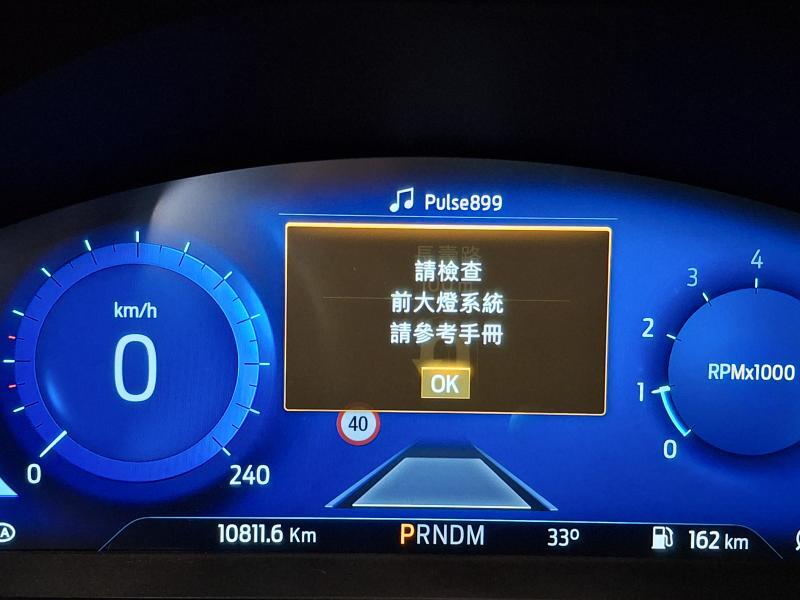 Pulse899
請檢查
前大燈系統
請參考手冊
OK
km/h
0
0
240
40
4
3
2
1
0
RPMx1000
10811.6 Km
PRNDM
33º
162 km
A